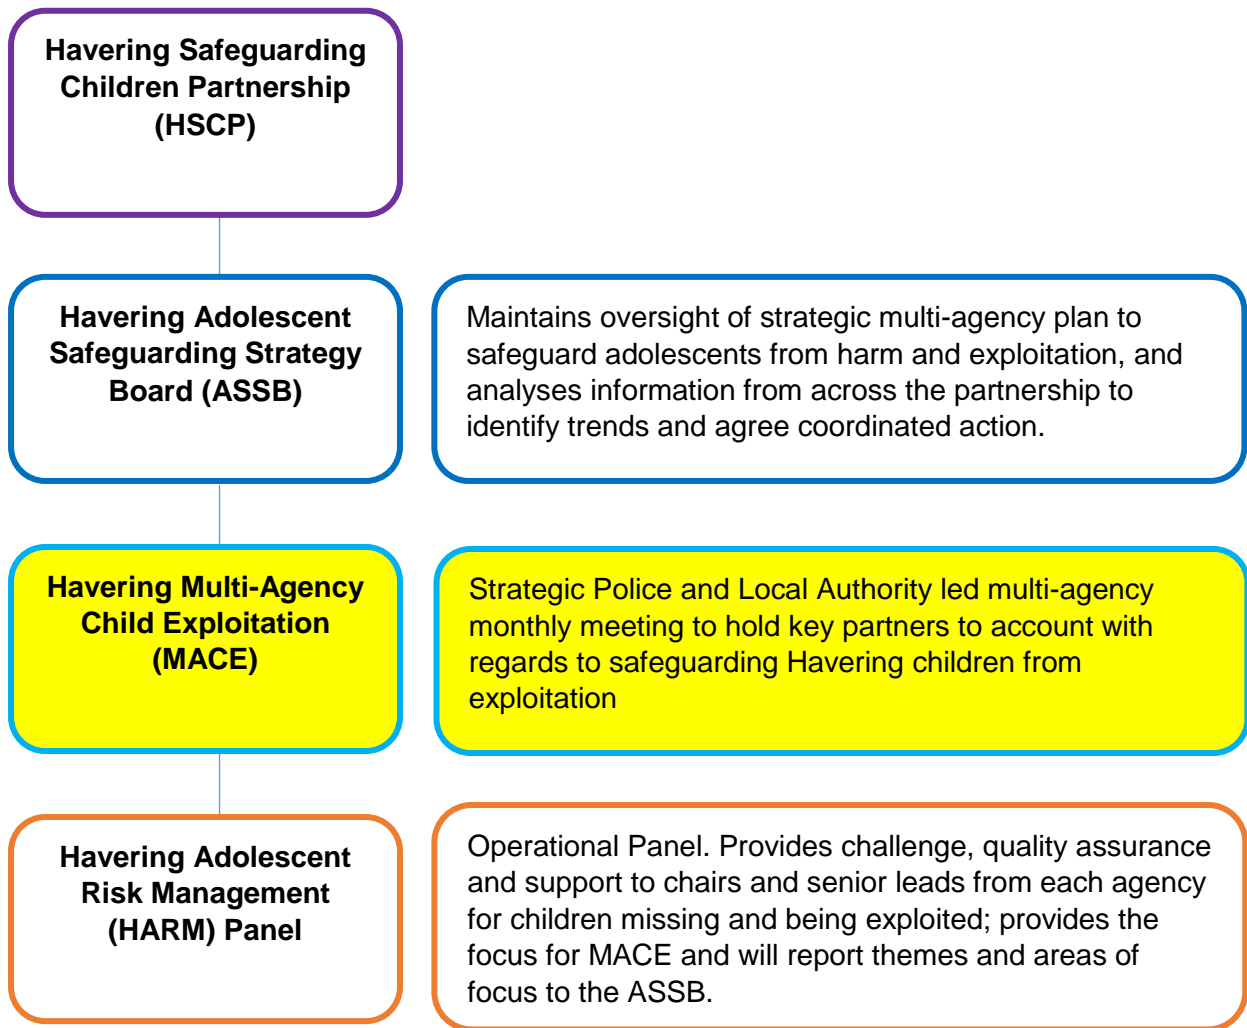 Havering Safeguarding
Children Partnership
(HSCP)
Havering Adolescent
Safeguarding Strategy
Board (ASSB)
Maintains oversight of strategic multi-agency plan to
safeguard adolescents from harm and exploitation, and
analyses information from across the partnership to
identify trends and agree coordinated action.
Havering Multi-Agency
Child Exploitation
(MACE)
Strategic Police and Local Authority led multi-agency
monthly meeting to hold key partners to account with
regards to safeguarding Havering children from
exploitation
Havering Adolescent
Risk Management
(HARM) Panel
Operational Panel. Provides challenge, quality assurance
and support to chairs and senior leads from each agency
for children missing and being exploited; provides the
focus for MACE and will report themes and areas of
focus to the ASSB.